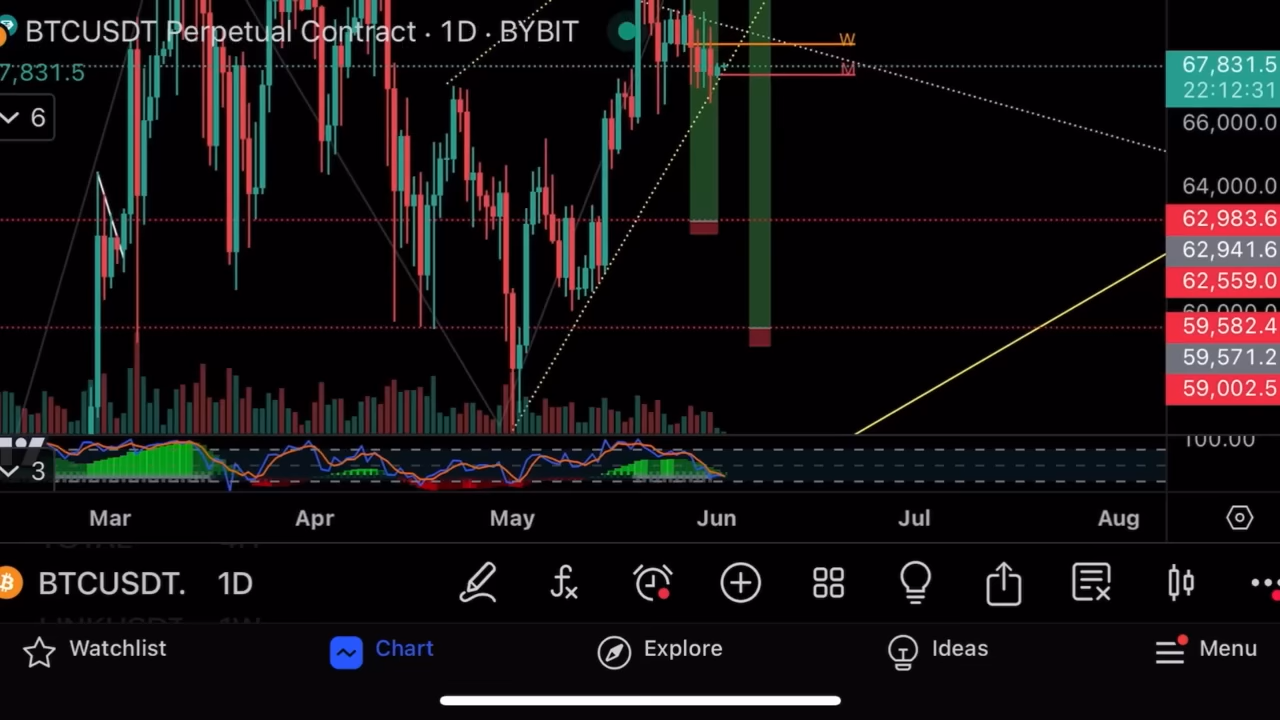 BTCUSDT Perpetual Contract · 1D · BYBIT
7,831.5
6
W
M
67,831.5
22:12:31
66,000.0
64,000.0
62,983.6
62,941.6
62,559.0
59,582.4
59,571.2
59,002.5
100.00
3
Mar Apr May Jun Jul Aug
BTCUSDT. 1D
Watchlist Chart Explore Ideas Menu